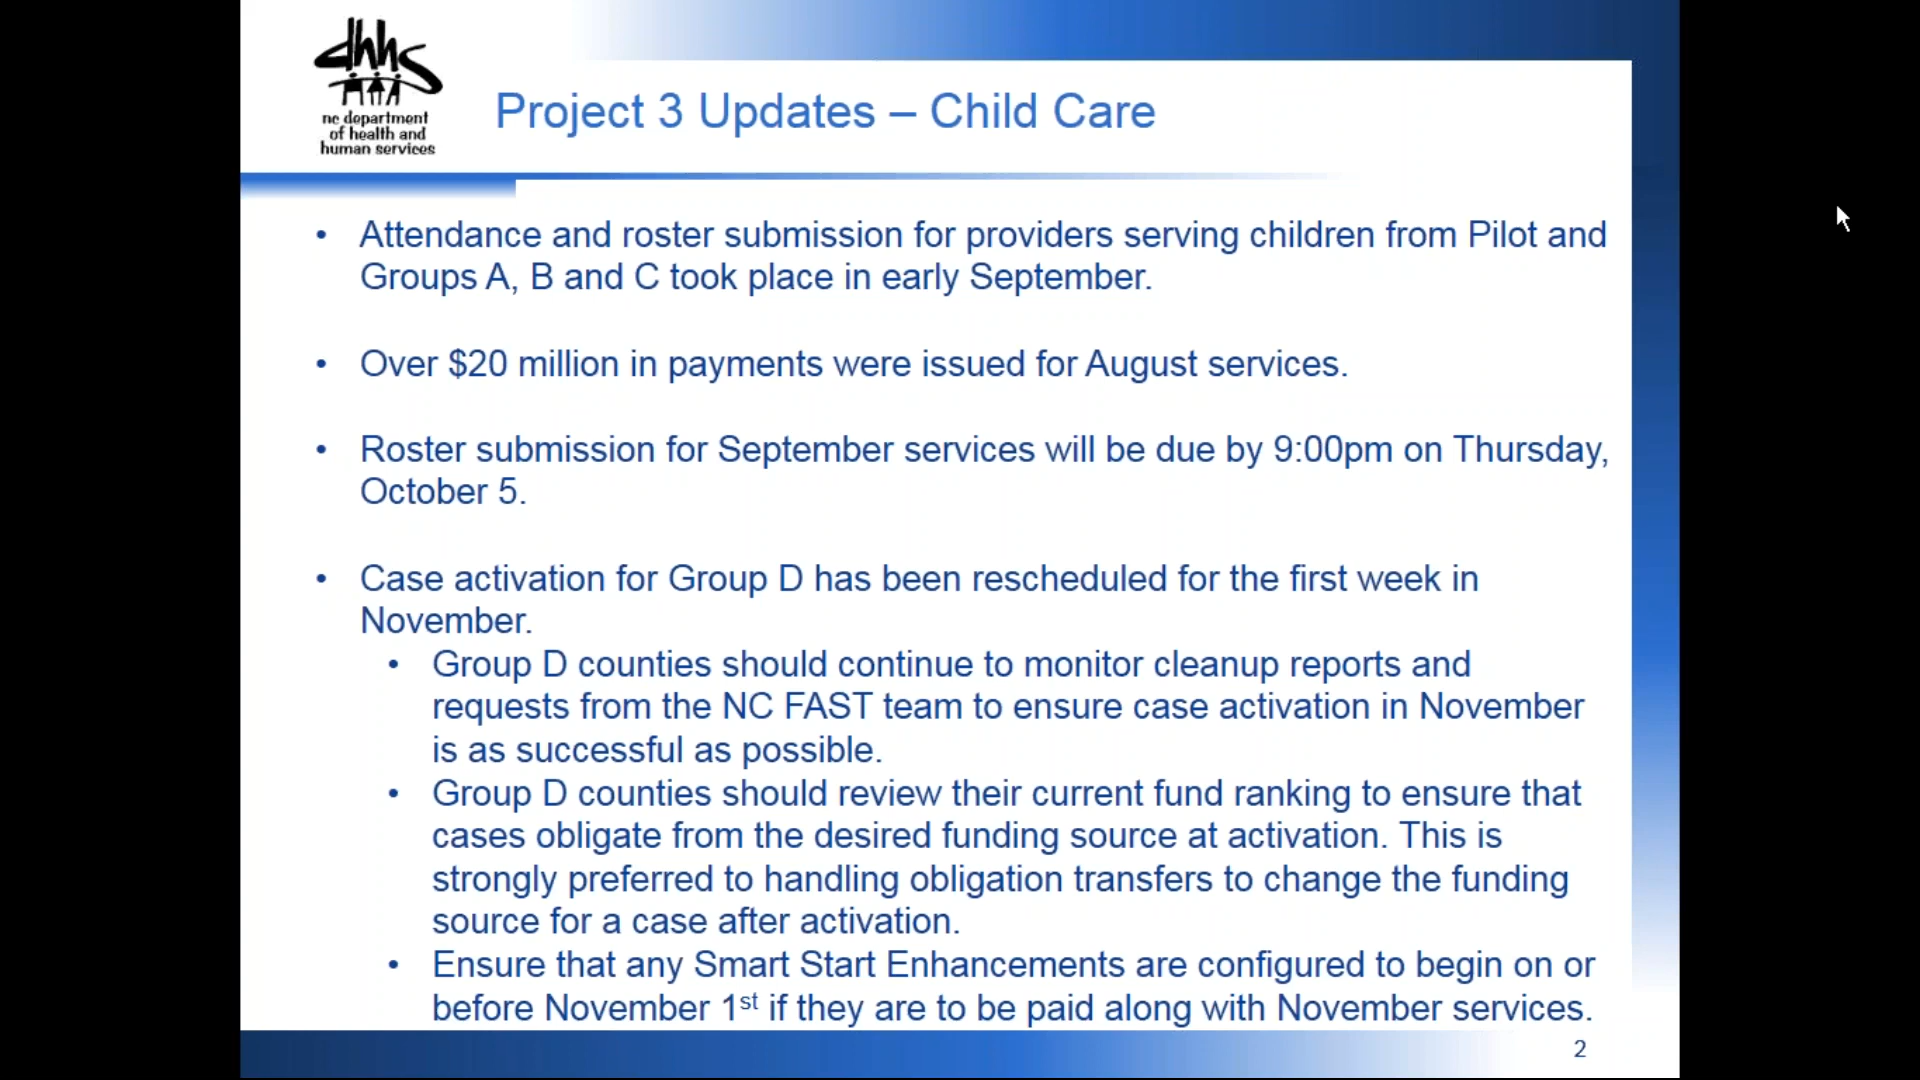 dhhs
nc department
of health and
human services
Project 3 Updates – Child Care
• Attendance and roster submission for providers serving children from Pilot and
Groups A, B and C took place in early September.
• Over $20 million in payments were issued for August services.
• Roster submission for September services will be due by 9:00pm on Thursday,
October 5.
• Case activation for Group D has been rescheduled for the first week in
November.
• Group D counties should continue to monitor cleanup reports and
requests from the NC FAST team to ensure case activation in November
is as successful as possible.
• Group D counties should review their current fund ranking to ensure that
cases obligate from the desired funding source at activation. This is
strongly preferred to handling obligation transfers to change the funding
source for a case after activation.
• Ensure that any Smart Start Enhancements are configured to begin on or
before November 1st if they are to be paid along with November services.
2